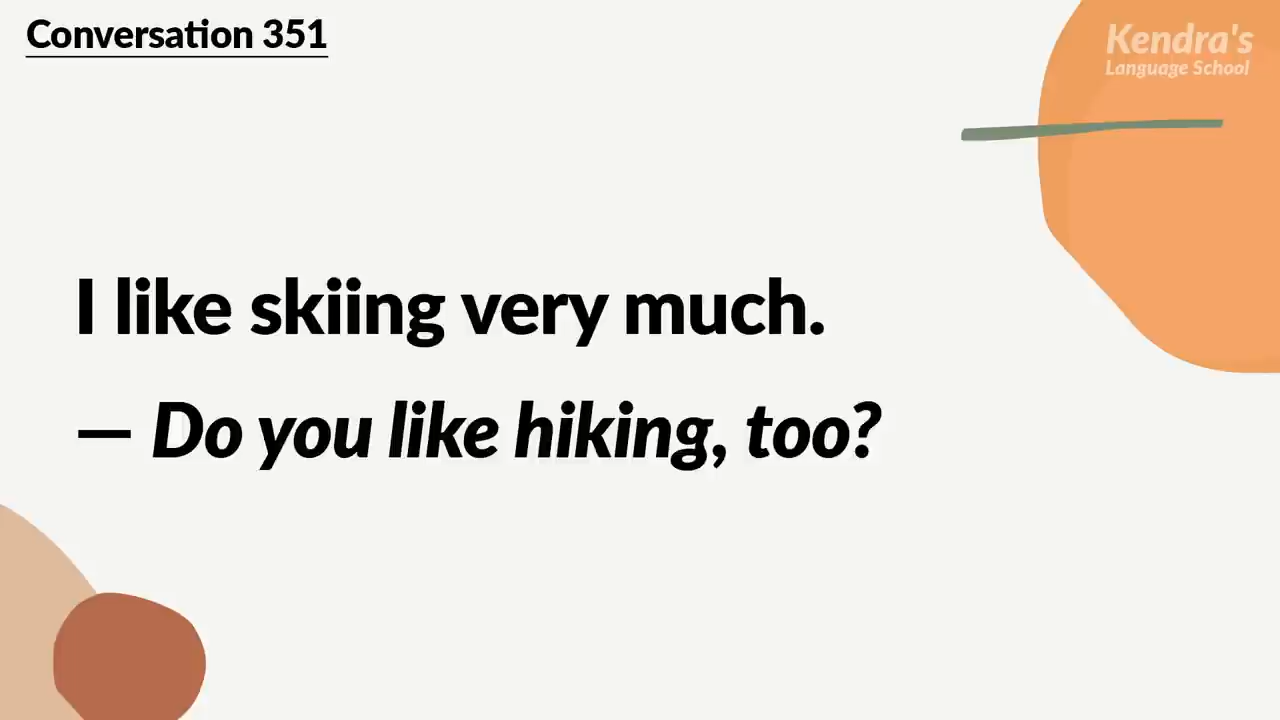 Conversation 351
Kendra's
Language School
I like skiing very much.
— Do you like hiking, too?